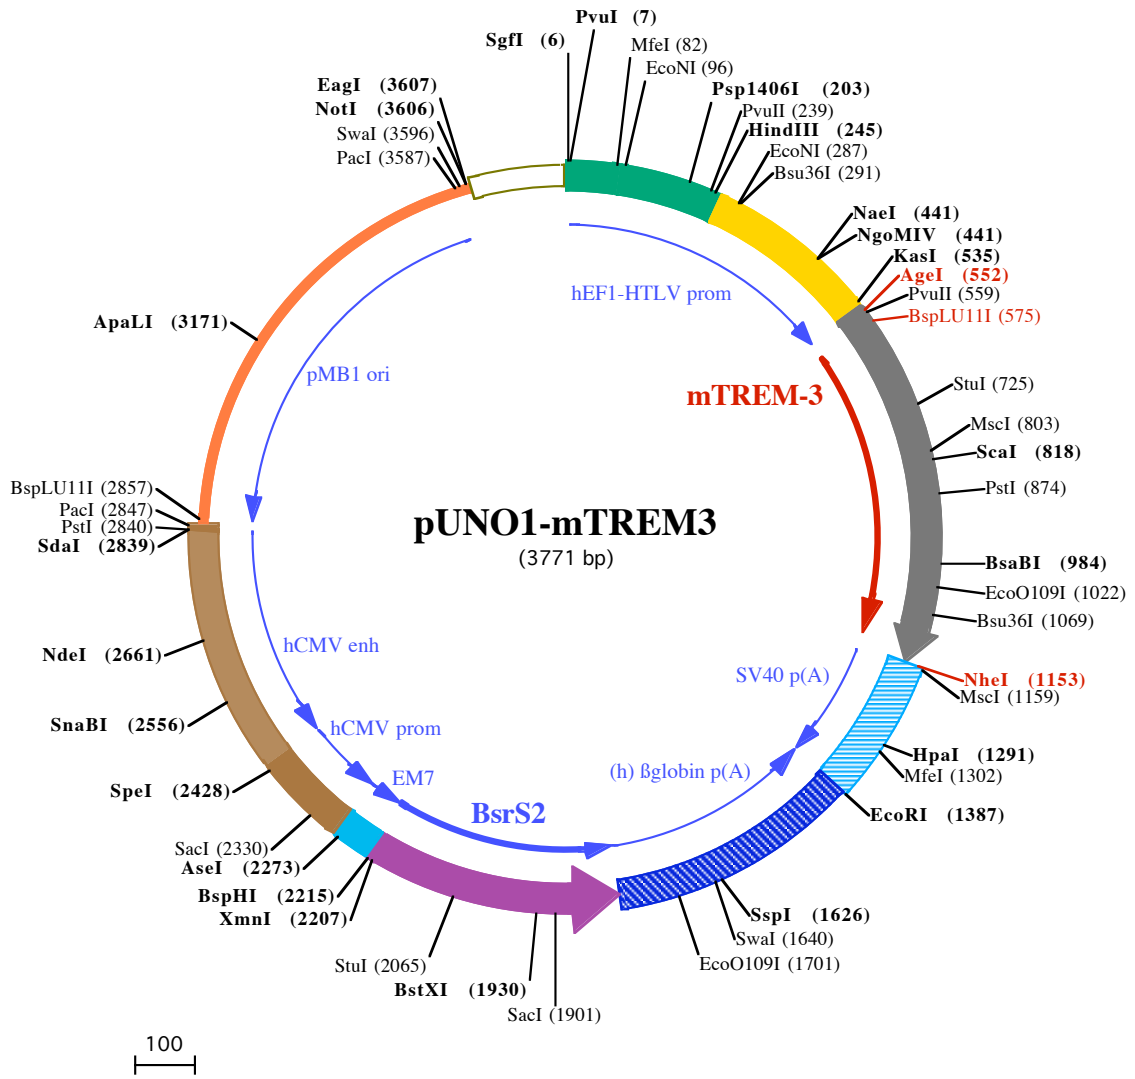 PvuI (7)
SgfI (6)
MfeI (82)
EcoNI (96)
EagI (3607)
Psp1406I (203)
NotI (3606)
PvuII (239)
SwaI (3596)
HindIII (245)
PacI (3587)
EcoNI (287)
Bsu36I (291)
NaeI (441)
NgoMIV (441)
KasI (535)
AgeI (552)
hEF1-HTLV prom
PvuII (559)
BspLU11I (575)
ApaLI (3171)
pMB1 ori
mTREM-3
StuI (725)
MscI (803)
ScaI (818)
BspLU11I (2857)
PstI (874)
PacI (2847)
PstI (2840)
SdaI (2839)
pUNO1-mTREM3
(3771 bp)
BsaBI (984)
EcoO109I (1022)
Bsu36I (1069)
hCMV enh
NdeI (2661)
SV40 p(A)
NheI (1153)
MscI (1159)
SnaBI (2556)
hCMV prom
HpaI (1291)
(h) ßglobin p(A)
EM7
MfeI (1302)
SpeI (2428)
BsrS2
EcoRI (1387)
SacI (2330)
AseI (2273)
BspHI (2215)
XmnI (2207)
SspI (1626)
SwaI (1640)
StuI (2065)
EcoO109I (1701)
BstXI (1930)
SacI (1901)
100